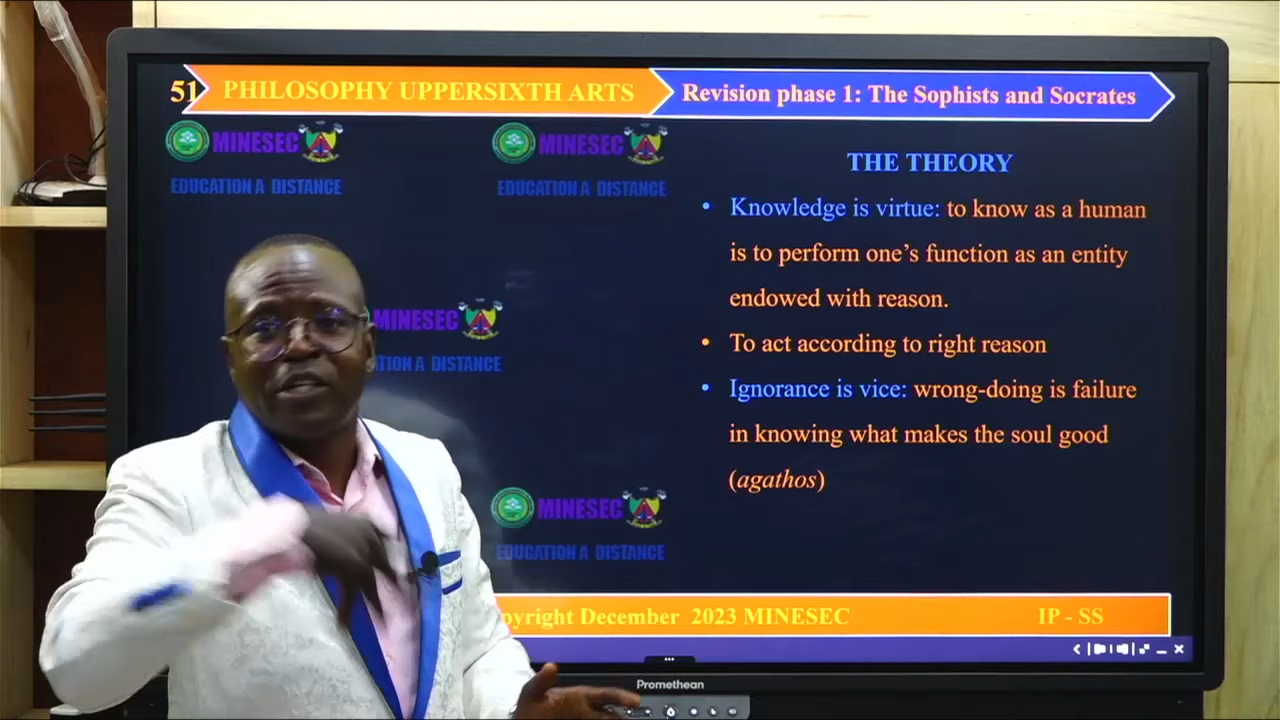 51 PHILOSOPHY UPPERSIXTH ARTS
Revision phase 1: The Sophists and Socrates
MINESEC
EDUCATION A DISTANCE
MINESEC
EDUCATION A DISTANCE
THE THEORY
• Knowledge is virtue: to know as a human
is to perform one’s function as an entity
endowed with reason.
• To act according to right reason
• Ignorance is vice: wrong-doing is failure
in knowing what makes the soul good
(agathos)
MINESEC
DISTANCE
MINESEC
EDUCATION A DISTANCE
December 2023 MINESEC
IP - SS
Promethean